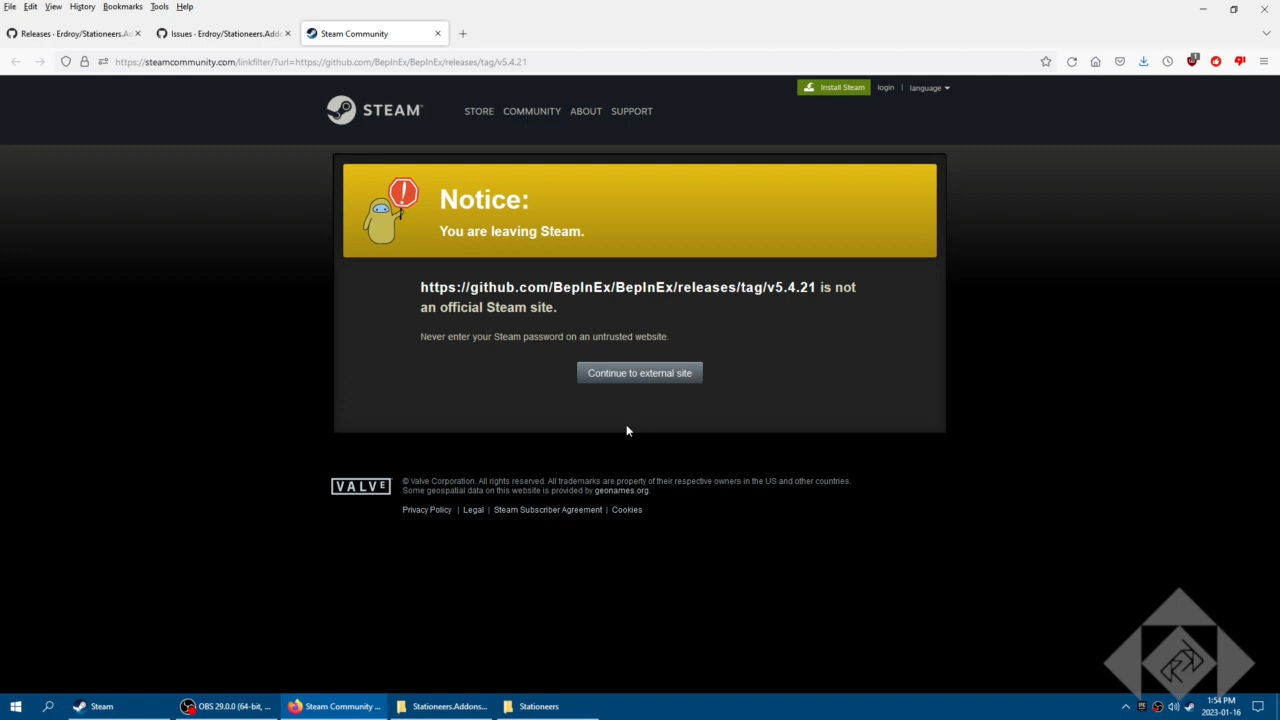 File Edit View History Bookmarks Tools Help
Releases · Erdroy/Stationeers.Ad
Issues · Erdroy/Stationeers.Addo
Steam Community
https://steamcommunity.com/linkfilter/?url=https://github.com/BepInEx/BepInEx/releases/tag/v5.4.21
1
Install Steam login | language
STEAM®
STORE COMMUNITY ABOUT SUPPORT
!
Notice:
You are leaving Steam.
https://github.com/BepInEx/BepInEx/releases/tag/v5.4.21 is not
an official Steam site.
Never enter your Steam password on an untrusted website.
Continue to external site
VALVE
© Valve Corporation. All rights reserved. All trademarks are property of their respective owners in the US and other countries.
Some geospatial data on this website is provided by geonames.org.
Privacy Policy | Legal | Steam Subscriber Agreement | Cookies
Steam
OBS 29.0.0 (64-bit, ...
Steam Community ...
Stationeers.Addons...
Stationeers
1:54 PM
2023-01-16